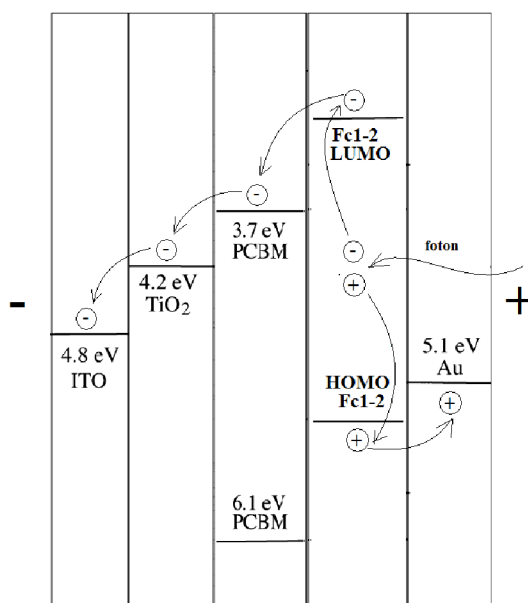 Fc1-2
LUMO
3.7 eV
PCBM
foton
4.2 eV
TiO₂
-
+
4.8 eV
ITO
5.1 eV
Au
HOMO
Fc1-2
6.1 eV
PCBM
-
-
-
-
-
+
+
+